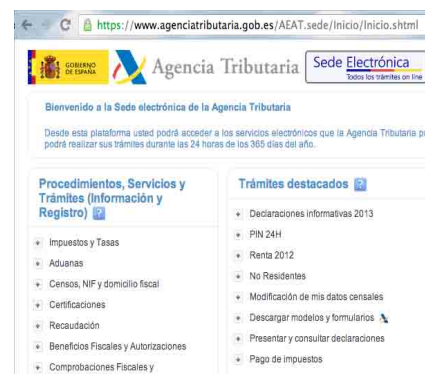 https://www.agenciatributaria.gob.es/AEAT.sede/Inicio/Inicio.shtml
GOBIERNO
DE ESPAÑA
Agencia Tributaria
Sede Electrónica
Todos los trámites on line
Bienvenido a la Sede electrónica de la Agencia Tributaria
Desde esta plataforma usted podrá acceder a los servicios electrónicos que la Agencia Tributaria
podrá realizar sus trámites durante las 24 horas de los 365 días del año.
Procedimientos, Servicios y
Trámites (Información y
Registro) ?
Impuestos y Tasas
Aduanas
Censos, NIF y domicilio fiscal
Certificaciones
Recaudación
Beneficios Fiscales y Autorizaciones
Comprobaciones Fiscales y
Trámites destacados ?
Declaraciones informativas 2013
PIN 24H
Renta 2012
No Residentes
Modificación de mis datos censales
Descargar modelos y formularios
Presentar y consultar declaraciones
Pago de impuestos